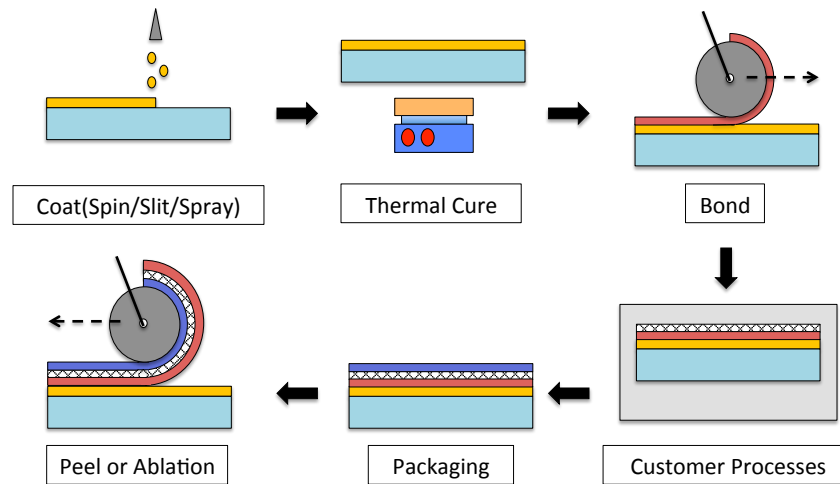 Coat(Spin/Slit/Spray)
Thermal Cure
Bond
Customer Processes
Packaging
Peel or Ablation